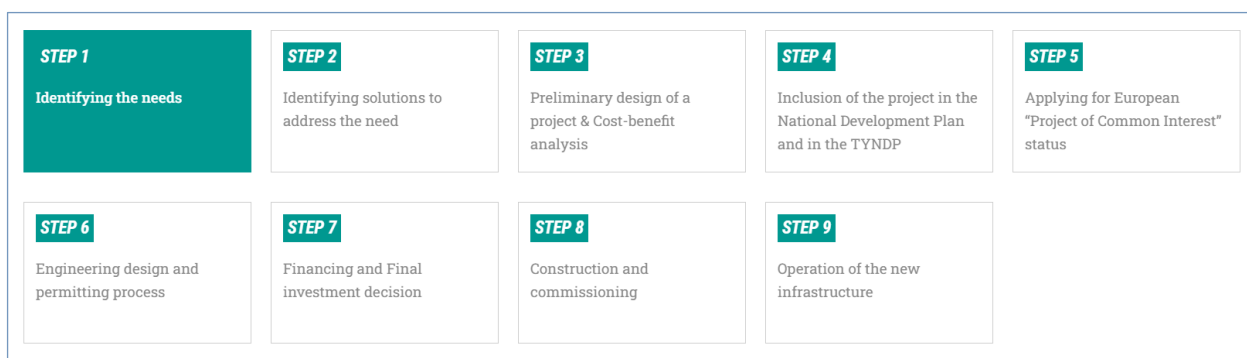 STEP 1
Identifying the needs
STEP 2
Identifying solutions to
address the need
STEP 3
Preliminary design of a
project & Cost-benefit
analysis
STEP 4
Inclusion of the project in the
National Development Plan
and in the TYNDP
STEP 5
Applying for European
“Project of Common Interest”
status
STEP 6
Engineering design and
permitting process
STEP 7
Financing and Final
investment decision
STEP 8
Construction and
commissioning
STEP 9
Operation of the new
infrastructure